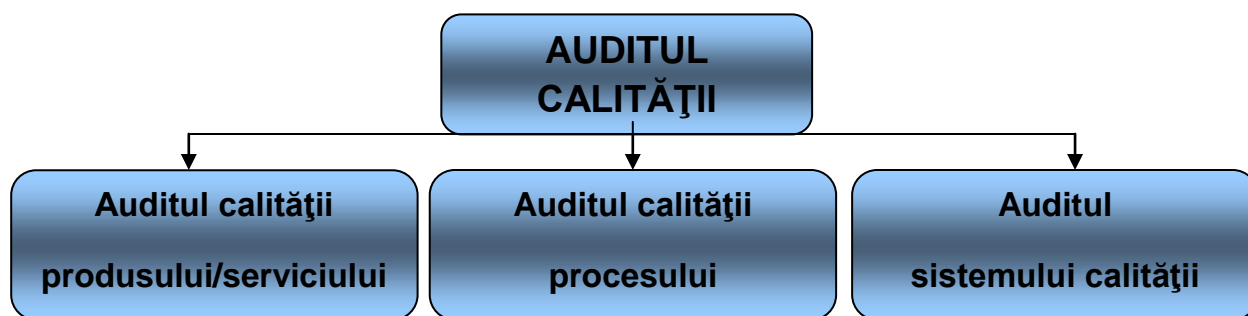 AUDITUL
CALITĂŢII
Auditul calităţii
produsului/serviciului
Auditul calităţii
procesului
Auditul
sistemului calităţii